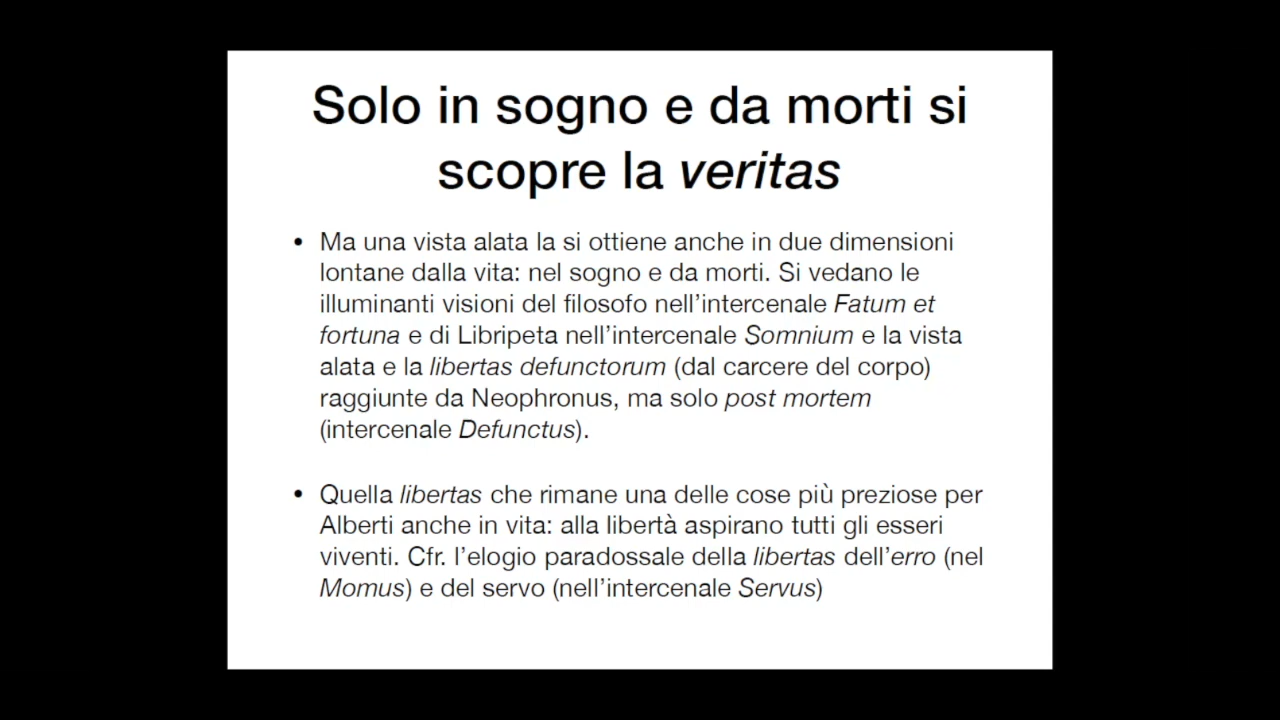 Solo in sogno e da morti si
scopre la veritas
• Ma una vista alata la si ottiene anche in due dimensioni
lontane dalla vita: nel sogno e da morti. Si vedano le
illuminanti visioni del filosofo nell’intercenale Fatum et
fortuna e di Libripeta nell’intercenale Somnium e la vista
alata e la libertas defunctorum (dal carcere del corpo)
raggiunte da Neophronus, ma solo post mortem
(intercenale Defunctus).
• Quella libertas che rimane una delle cose più preziose per
Alberti anche in vita: alla libertà aspirano tutti gli esseri
viventi. Cfr. l’elogio paradossale della libertas dell’erro (nel
Momus) e del servo (nell’intercenale Servus)